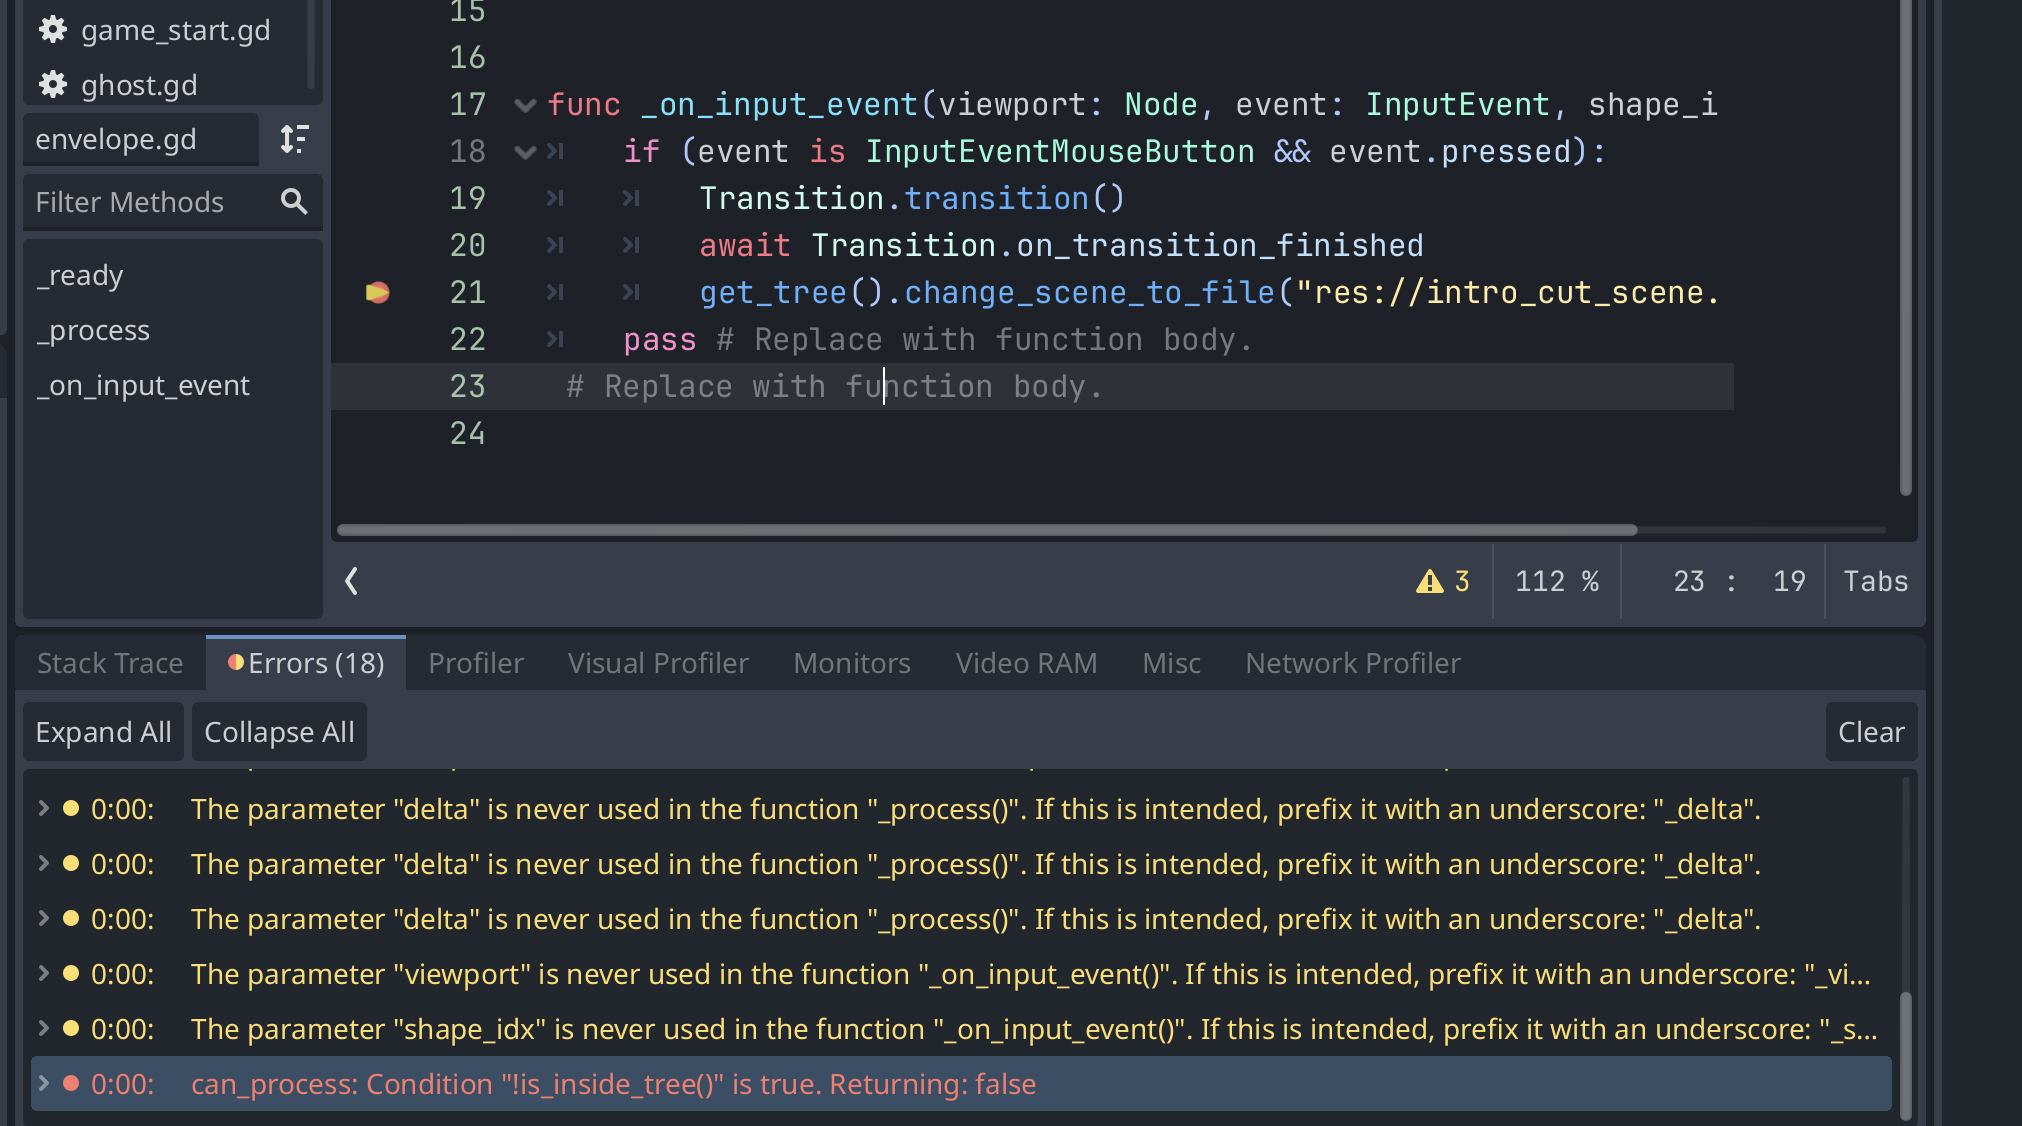 game_start.gd
ghost.gd
envelope.gd
Filter Methods
_ready
_process
_on_input_event
15
16
17 func _on_input_event(viewport: Node, event: InputEvent, shape_i
18 if (event is InputEventMouseButton && event.pressed):
19 Transition.transition()
20 await Transition.on_transition_finished
21 get_tree().change_scene_to_file("res://intro_cut_scene.
22 pass # Replace with function body.
23 # Replace with function body.
24
3 112 % 23 : 19 Tabs
Stack Trace Errors (18) Profiler Visual Profiler Monitors Video RAM Misc Network Profiler
Expand All Collapse All Clear
0:00: The parameter "delta" is never used in the function "_process()". If this is intended, prefix it with an underscore: "_delta".
0:00: The parameter "delta" is never used in the function "_process()". If this is intended, prefix it with an underscore: "_delta".
0:00: The parameter "delta" is never used in the function "_process()". If this is intended, prefix it with an underscore: "_delta".
0:00: The parameter "viewport" is never used in the function "_on_input_event()". If this is intended, prefix it with an underscore: "_vi...
0:00: The parameter "shape_idx" is never used in the function "_on_input_event()". If this is intended, prefix it with an underscore: "_s...
0:00: can_process: Condition "!is_inside_tree()" is true. Returning: false